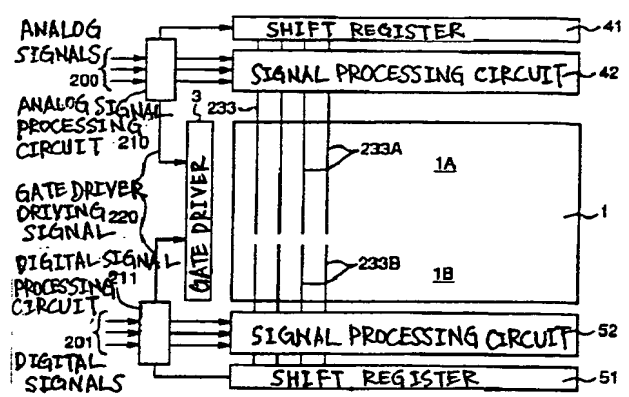 ANALOG
SIGNALS
200
SHIFT REGISTER
41
SIGNAL PROCESSING CIRCUIT
42
ANALOG SIGNAL
PROCESSING
CIRCUIT 210
233
3
GATE DRIVER
233A
1A
1
GATE DRIVER
DRIVING
SIGNAL
220
DIGITAL SIGNAL
PROCESSING
CIRCUIT
211
233B
1B
201
SIGNAL PROCESSING CIRCUIT
52
DIGITAL
SIGNALS
SHIFT REGISTER
51